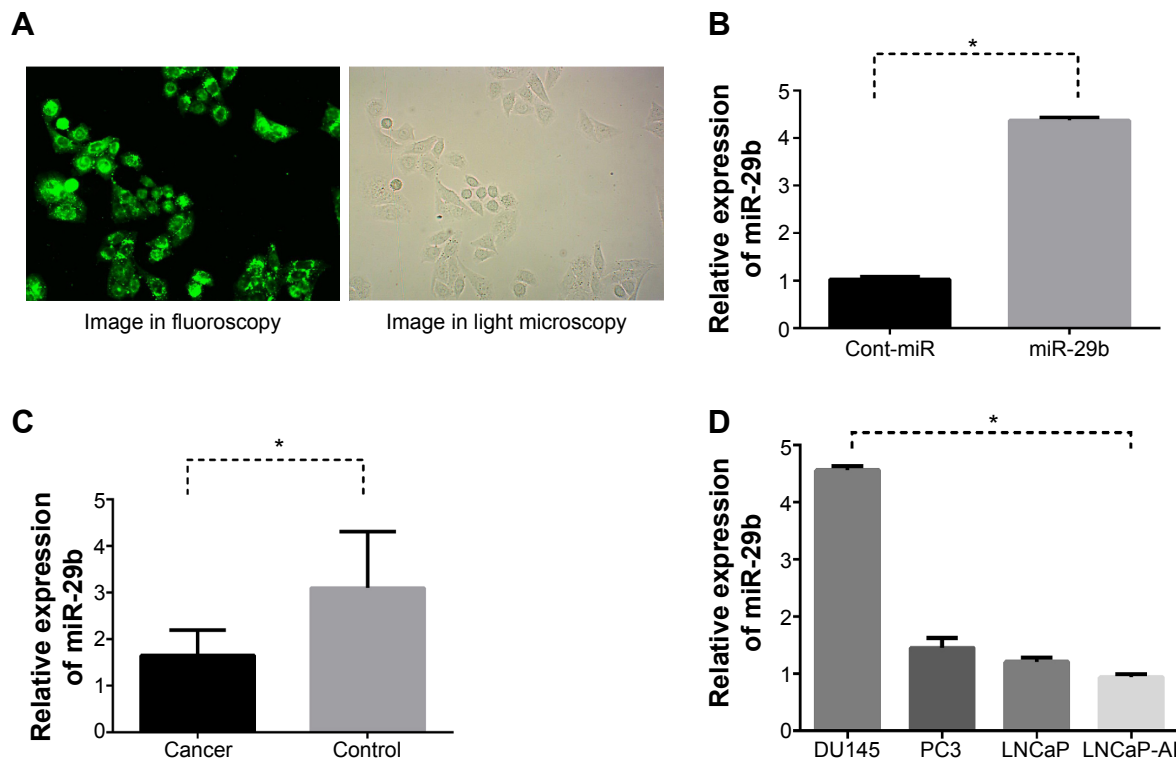 A
Image in fluoroscopy
Image in light microscopy
B
*
Relative expression
of miR-29b
5
4
3
2
1
0
Cont-miR
miR-29b
C
*
Relative expression
of miR-29b
5
4
3
2
1
0
Cancer
Control
D
*
Relative expression
of miR-29b
5
4
3
2
1
0
DU145
PC3
LNCaP